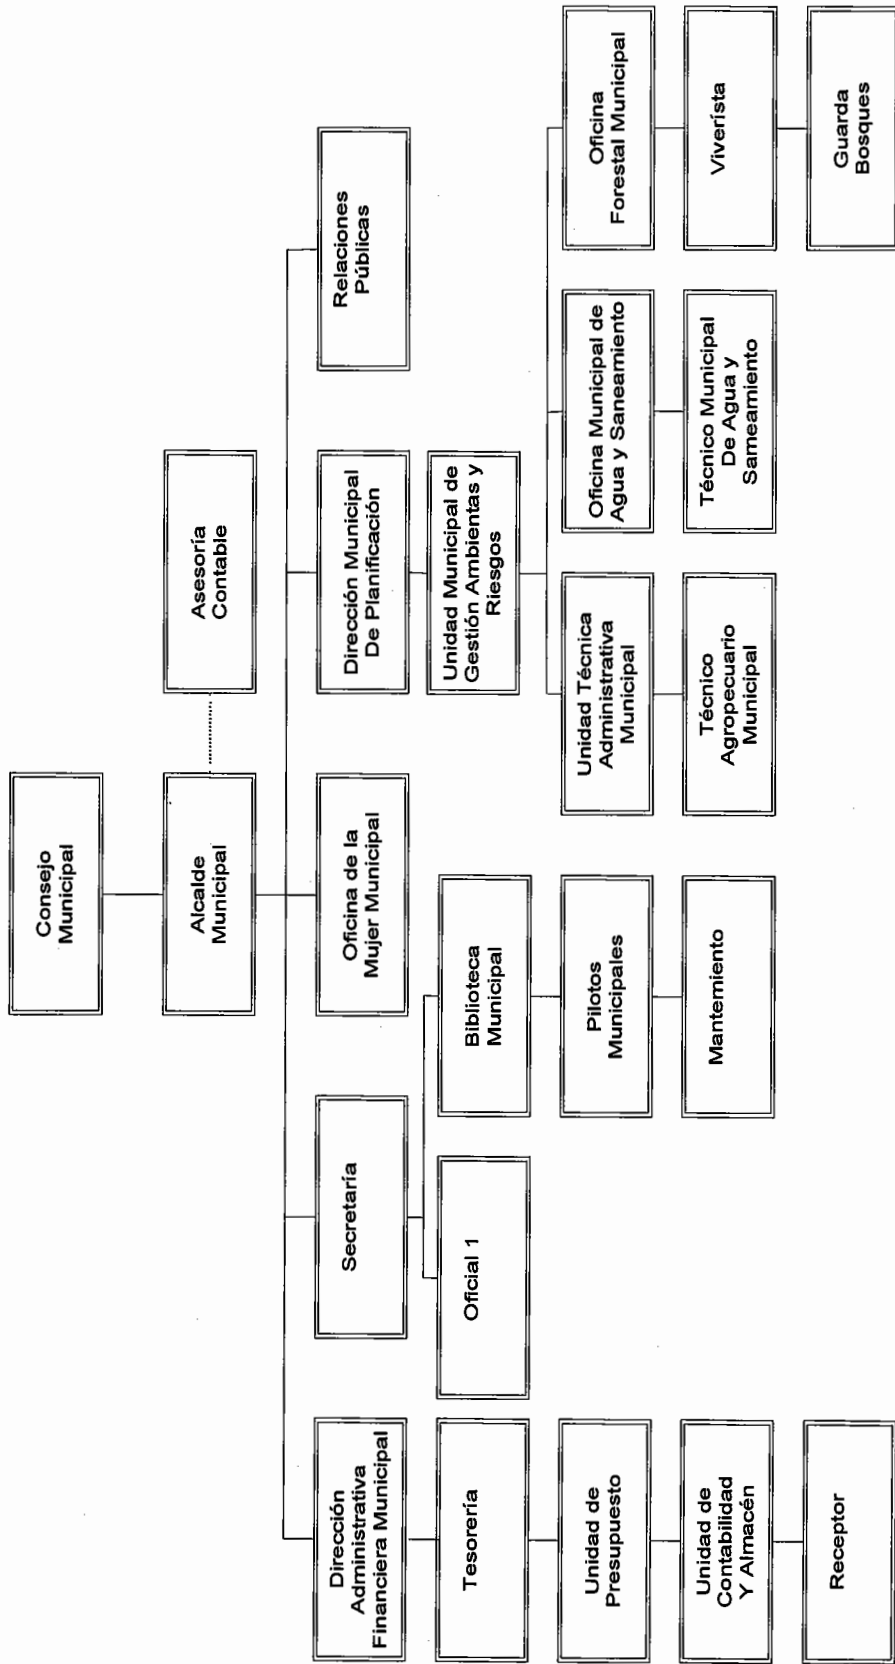 Consejo
Municipal
Alcalde
Municipal
Asesoría
Contable
Dirección
Administrativa
Financiera Municipal
Secretaría
Oficina de la
Mujer Municipal
Dirección Municipal
De Planificación
Relaciones
Públicas
Tesorería
Oficial 1
Biblioteca
Municipal
Unidad Municipal de
Gestión Ambientas y
Riesgos
Unidad de
Presupuesto
Pilotos
Municipales
Unidad Técnica
Administrativa
Municipal
Oficina Municipal de
Agua y Saneamiento
Oficina
Forestal Municipal
Unidad de
Contabilidad
Y Almacén
Mantemiento
Técnico
Agropecuario
Municipal
Técnico Municipal
De Agua y
Sameamiento
Viverísta
Receptor
Guarda
Bosques